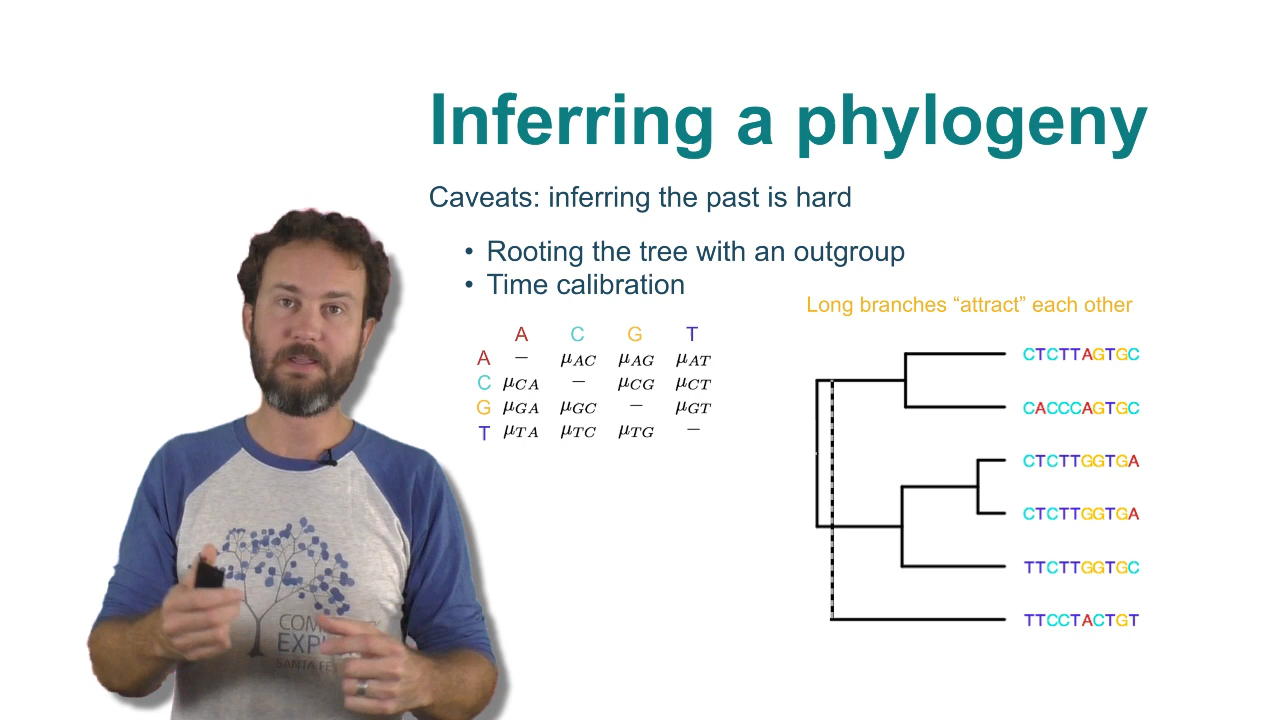 Inferring a phylogeny
Caveats: inferring the past is hard
• Rooting the tree with an outgroup
• Time calibration
Long branches “attract” each other
A C G T
A − μAC μAG μAT
C μCA − μCG μCT
G μGA μGC − μGT
T μTA μTC μTG −
CTCTTAGTGC
CACCCAGTGC
CTCTTGGTGA
CTCTTGGTGA
TTCTTGGTGC
TTCCTACTGT
SANTA FE